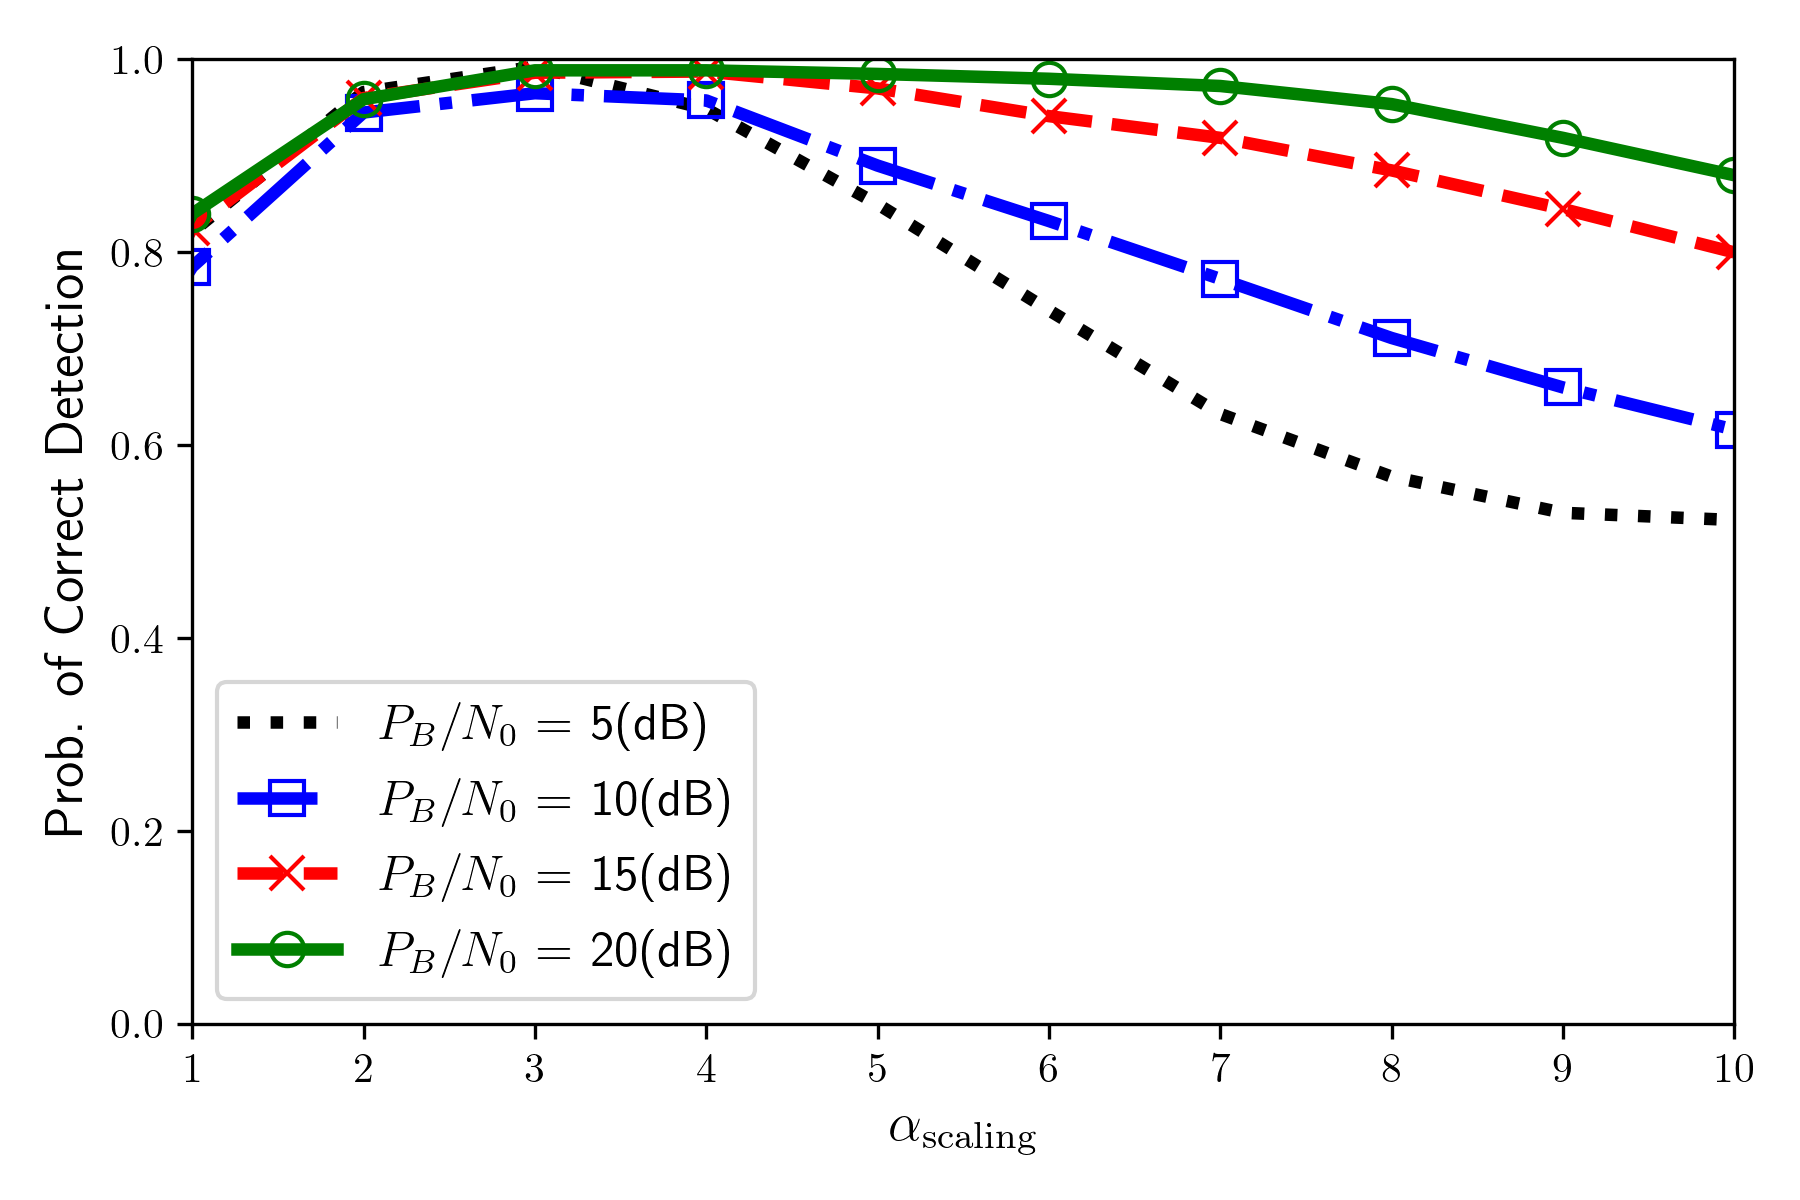 1.0
0.8
0.6
0.4
0.2
0.0
Prob. of Correct Detection
P_B/N_0 = 5(dB)
P_B/N_0 = 10(dB)
P_B/N_0 = 15(dB)
P_B/N_0 = 20(dB)
1 2 3 4 5 6 7 8 9 10
α_scaling